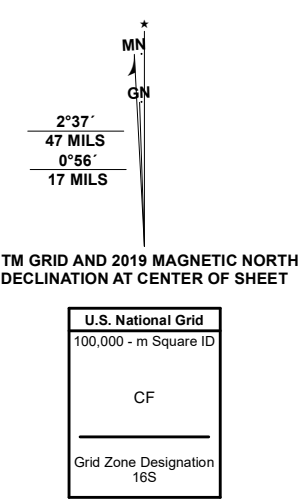 ★
MN
GN
2°37´
47 MILS
0°56´
17 MILS
TM GRID AND 2019 MAGNETIC NORTH
DECLINATION AT CENTER OF SHEET
U.S. National Grid
100,000 - m Square ID
CF
Grid Zone Designation
16S